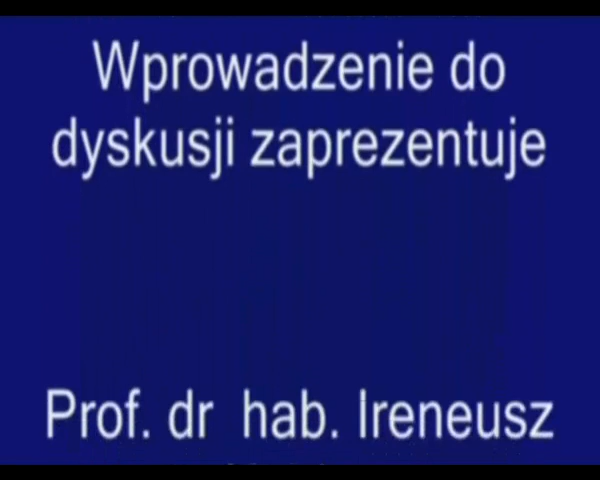 Wprowadzenie do
dyskusji zaprezentuje
Prof. dr hab. Ireneusz